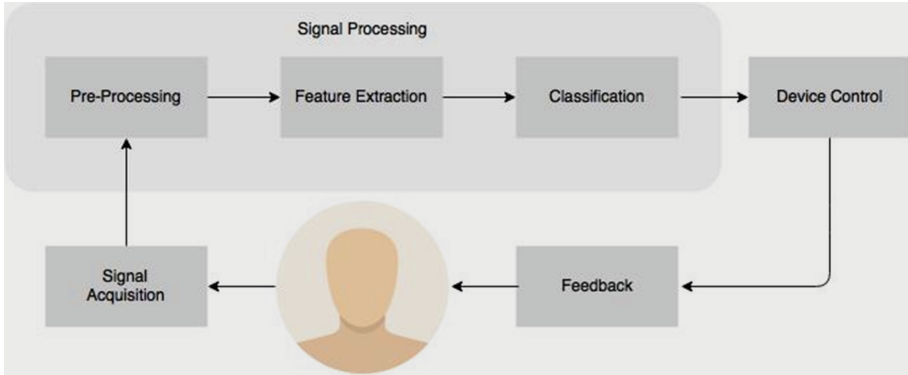 Signal Processing
Pre-Processing
Feature Extraction
Classification
Device Control
Signal
Acquisition
Feedback